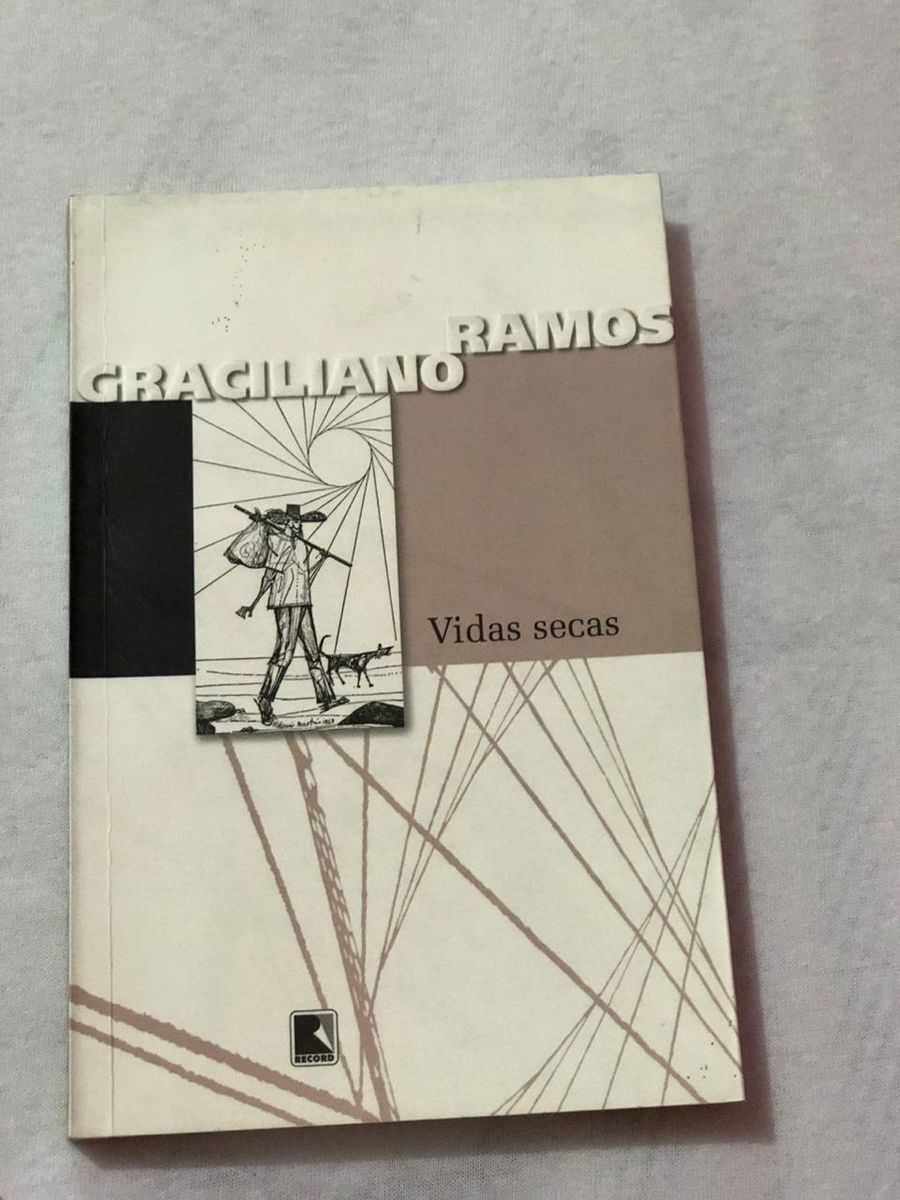 RAMOS
GRACILIANO
Vidas secas
RECORD